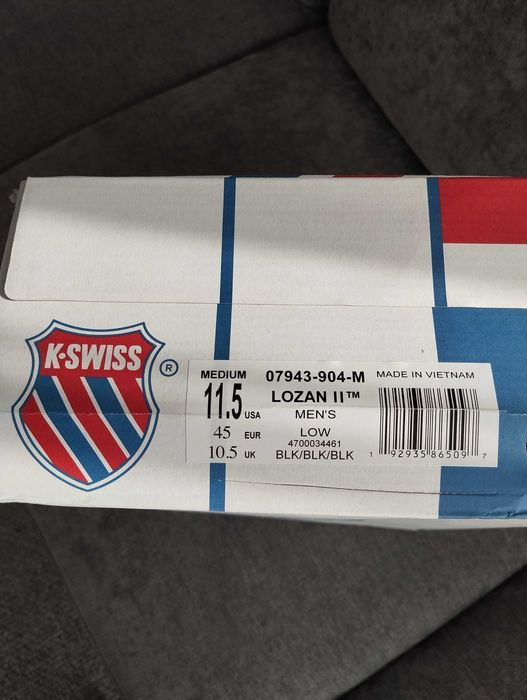 K·SWISS
®
MEDIUM 07943-904-M MADE IN VIETNAM
11.5 USA LOZAN II™
MEN'S
45 EUR LOW
4700034461
10.5 UK BLK/BLK/BLK
1 92935 86509 7